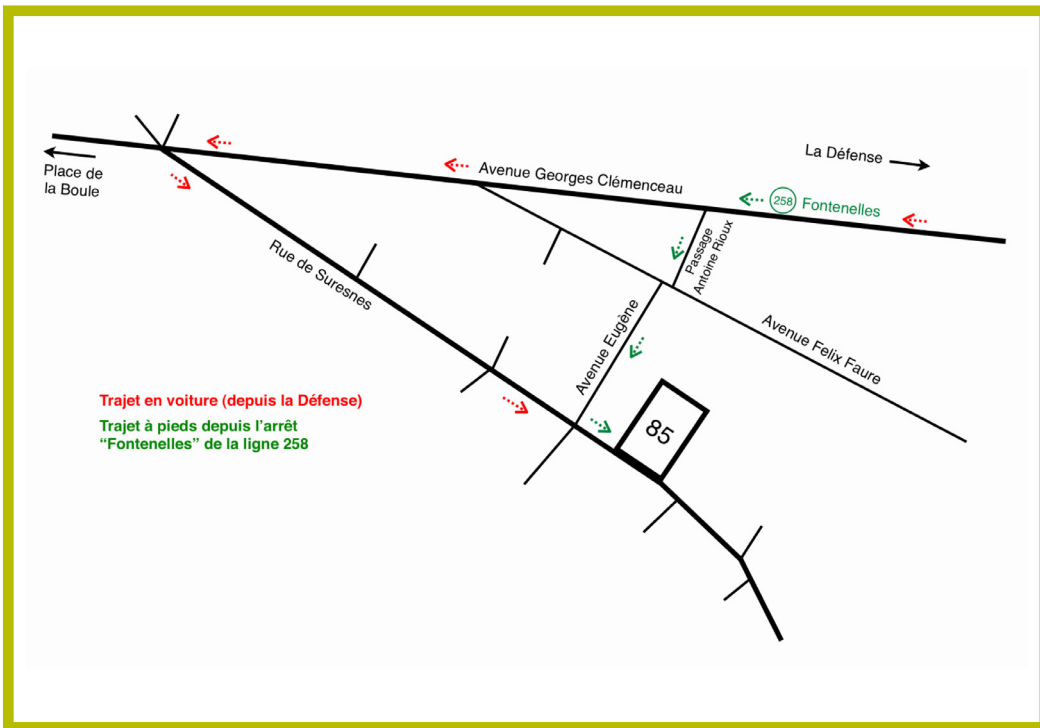 La Défense
Place de
la Boule
Avenue Georges Clémenceau
258 Fontenelles
Passage
Antoine Rioux
Rue de Suresnes
Avenue Eugène
Avenue Felix Faure
85
Trajet en voiture (depuis la Défense)
Trajet à pieds depuis l'arrêt
“Fontenelles” de la ligne 258